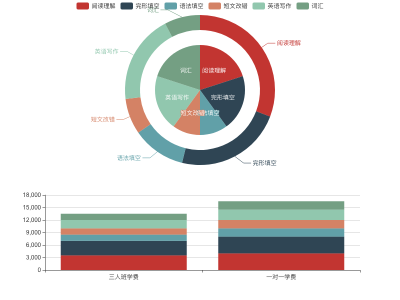 阅读理解 完形填空 语法填空 短文改错 英语写作 词汇
词汇
阅读理解
英语写作
词汇 阅读理解
英语写作 完形填空
短文改错
短文改错
语法填空
完形填空
18,000
15,000
12,000
9,000
6,000
3,000
0
三人班学费 一对一学费